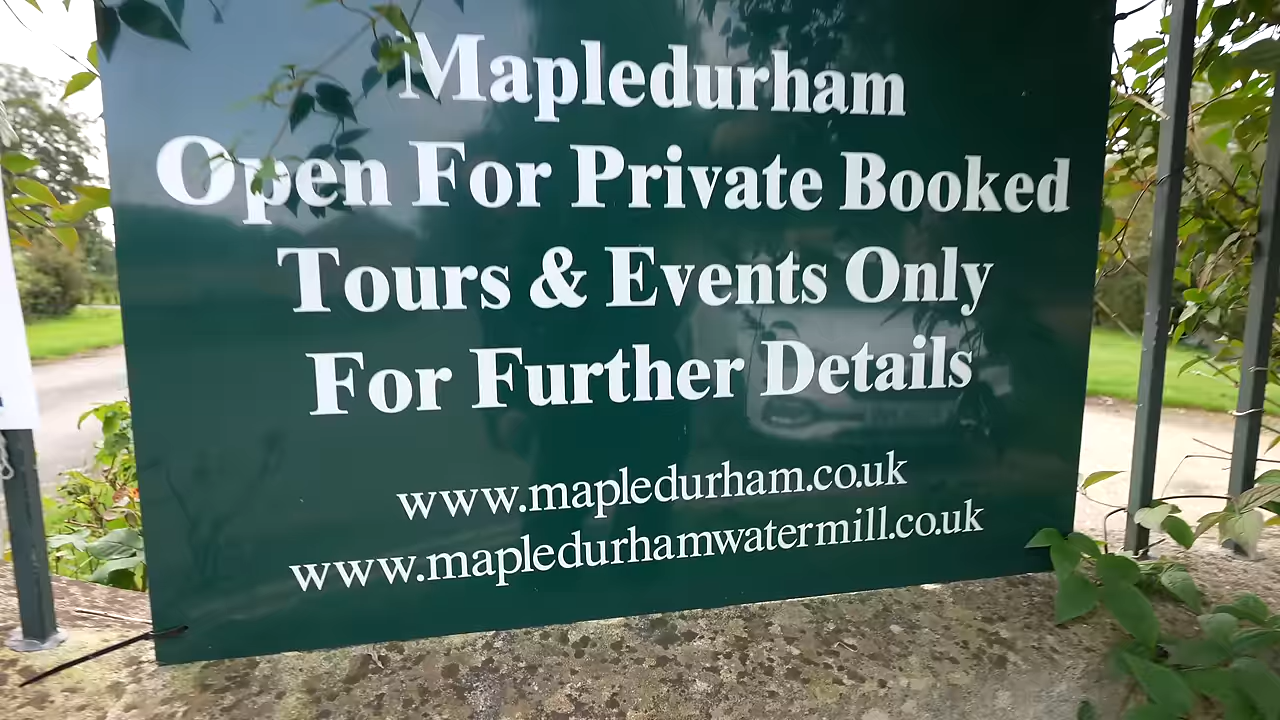 Mapledurham
Open For Private Booked
Tours & Events Only
For Further Details
www.mapledurham.co.uk
www.mapledurhamwatermill.co.uk